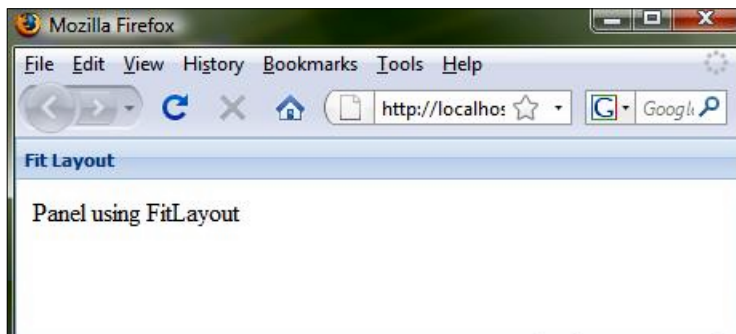 Mozilla Firefox
File Edit View History Bookmarks Tools Help
http://localhos G Googl
Fit Layout
Panel using FitLayout